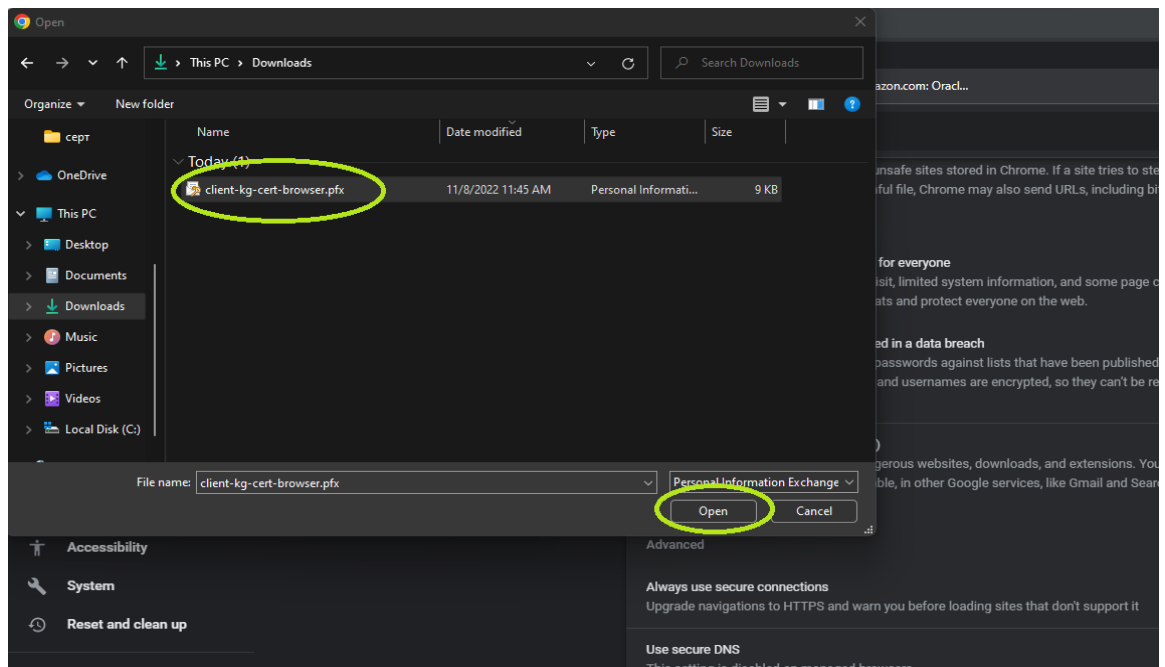 Open
This PC > Downloads
Search Downloads
Organize
New folder
azon.com: Oracl...
Name
Date modified
Type
Size
серт
Today (1)
OneDrive
client-kg-cert-browser.pfx
11/8/2022 11:45 AM
Personal Informati...
9 KB
unsafe sites stored in Chrome. If a site tries to ste
ful file, Chrome may also send URLs, including bi
This PC
Desktop
Documents
Downloads
Music
Pictures
Videos
Local Disk (C:)
for everyone
isit, limited system information, and some page c
ats and protect everyone on the web.
ed in a data breach
passwords against lists that have been published
and usernames are encrypted, so they can't be re
gerous websites, downloads, and extensions. You
ble, in other Google services, like Gmail and Sear
File name:
client-kg-cert-browser.pfx
Personal Information Exchange
Open
Cancel
Accessibility
System
Reset and clean up
Advanced
Always use secure connections
Upgrade navigations to HTTPS and warn you before loading sites that don't support it
Use secure DNS
This setting is disabled on managed browsers